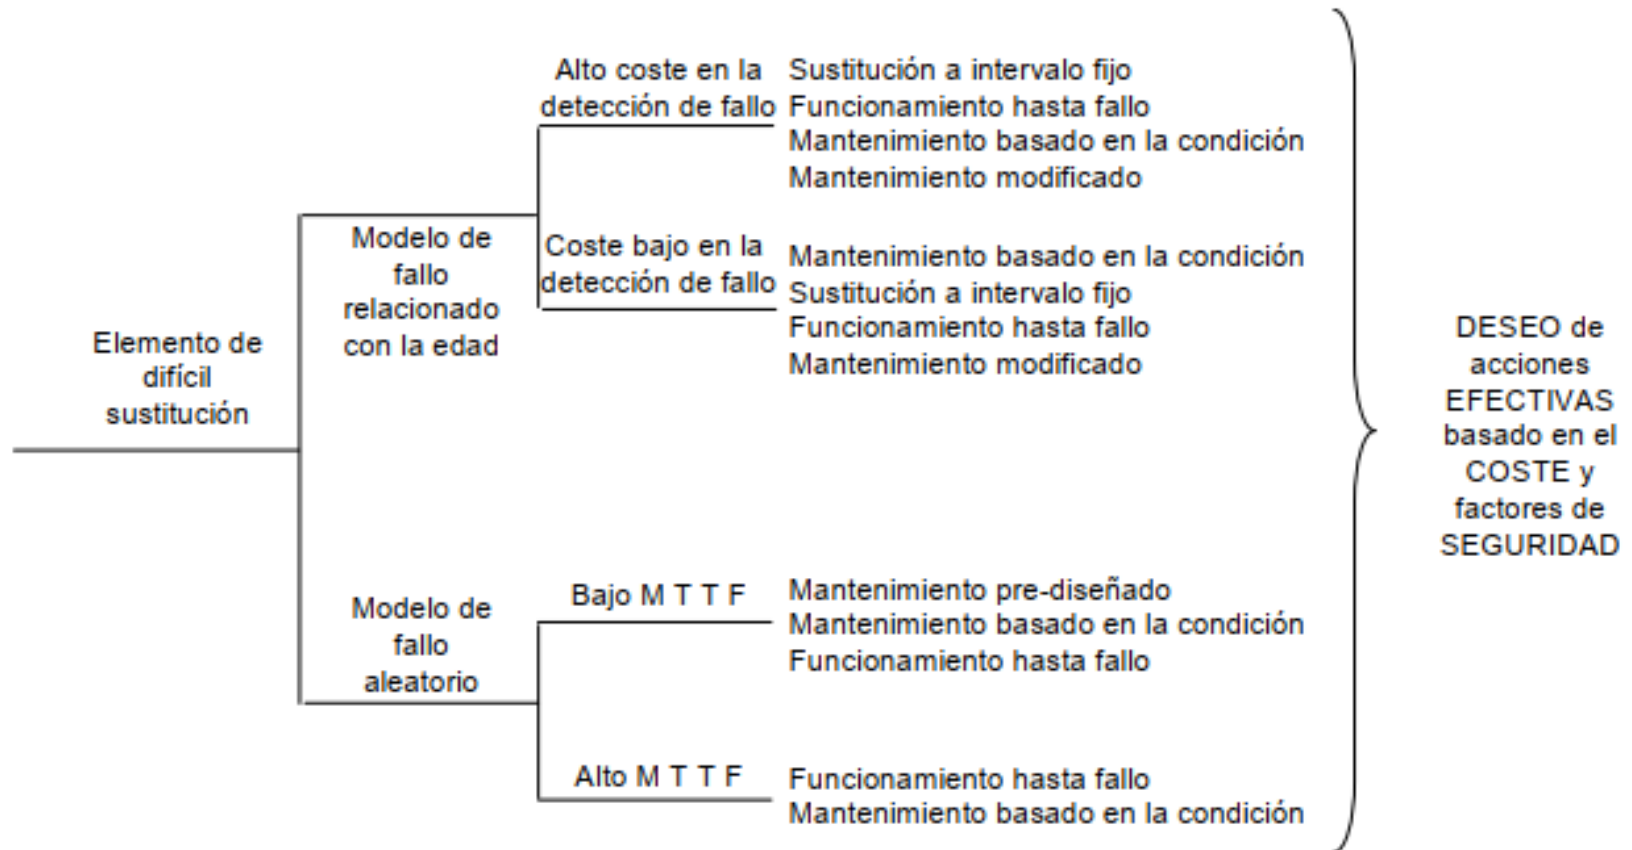 Elemento de
difícil
sustitución
Modelo de
fallo
relacionado
con la edad
Alto coste en la
detección de fallo
Sustitución a intervalo fijo
Funcionamiento hasta fallo
Mantenimiento basado en la condición
Mantenimiento modificado
Coste bajo en la
detección de fallo
Mantenimiento basado en la condición
Sustitución a intervalo fijo
Funcionamiento hasta fallo
Mantenimiento modificado
Modelo de
fallo
aleatorio
Bajo M T T F
Mantenimiento pre-diseñado
Mantenimiento basado en la condición
Funcionamiento hasta fallo
Alto M T T F
Funcionamiento hasta fallo
Mantenimiento basado en la condición
DESEO de
acciones
EFECTIVAS
basado en el
COSTE y
factores de
SEGURIDAD